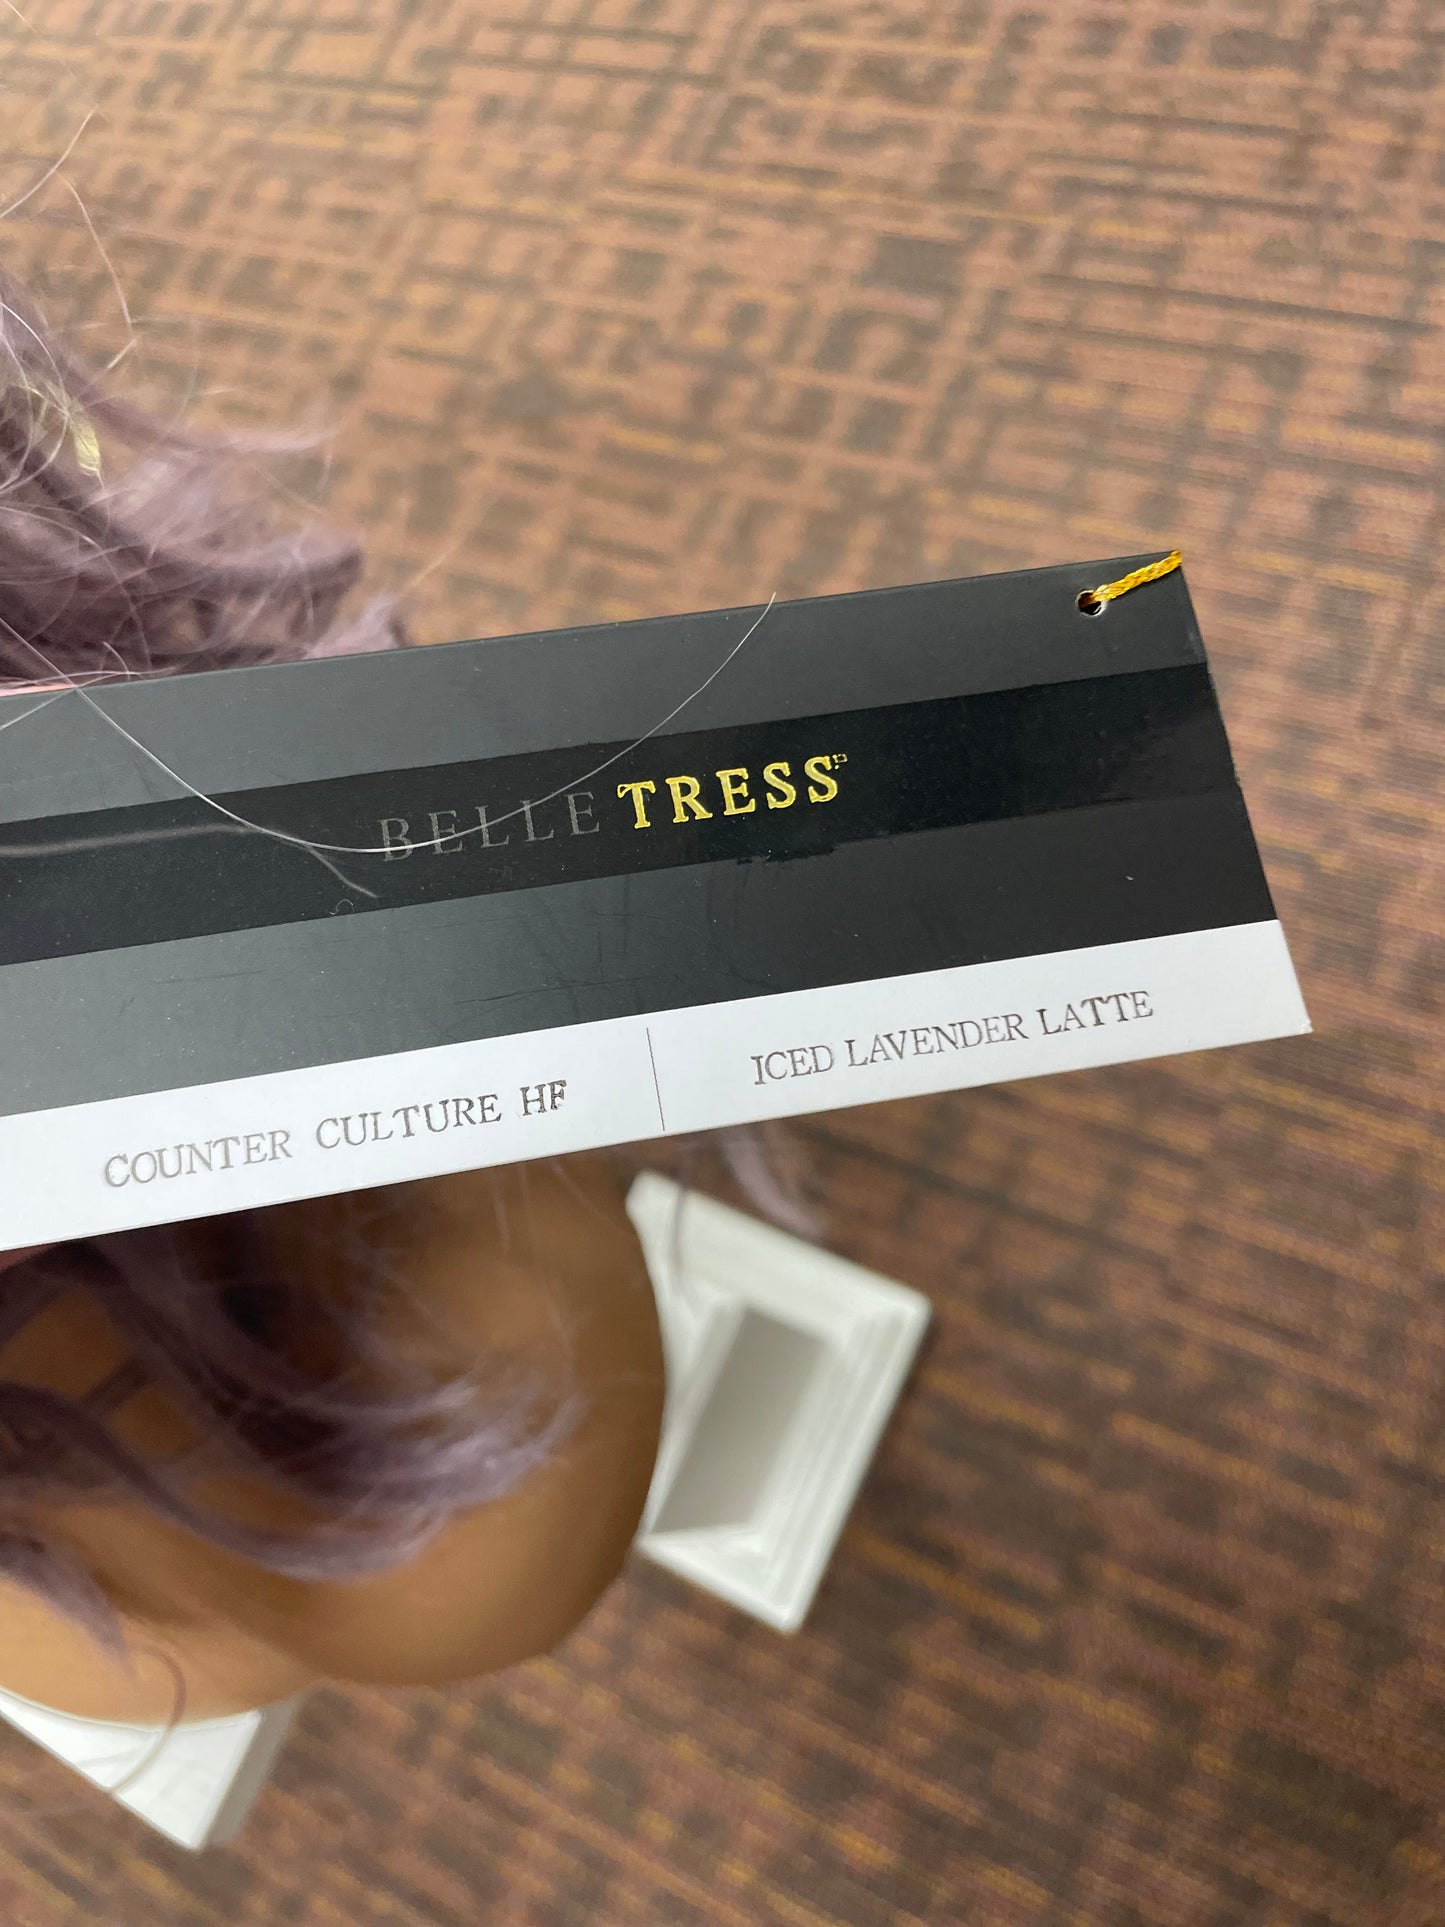 BELLE TRESS
COUNTER CULTURE HF
ICED LAVENDER LATTE